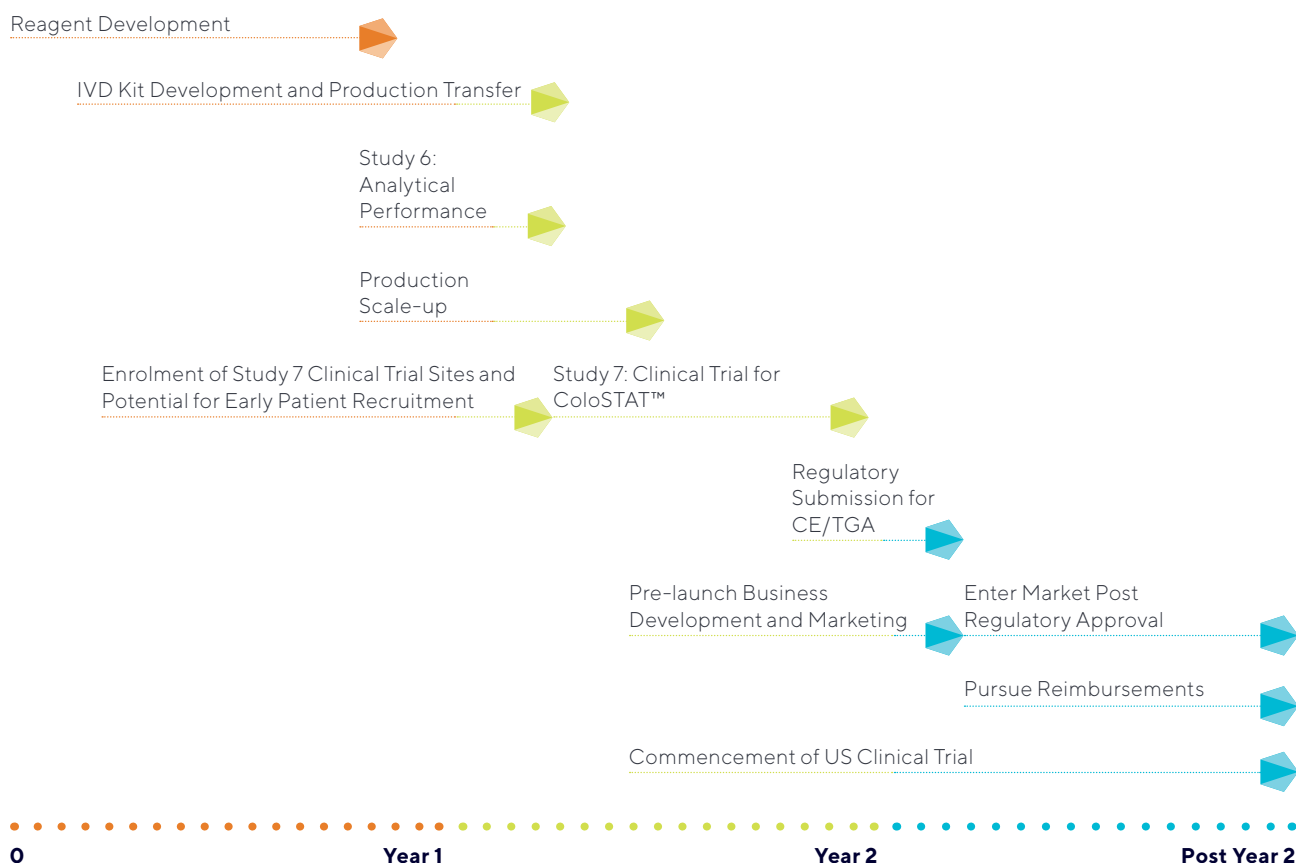 Reagent Development
IVD Kit Development and Production Transfer
Study 6:
Analytical
Performance
Production
Scale-up
Enrolment of Study 7 Clinical Trial Sites and
Potential for Early Patient Recruitment
Study 7: Clinical Trial for
ColoSTAT™
Regulatory
Submission for
CE/TGA
Pre-launch Business
Development and Marketing
Enter Market Post
Regulatory Approval
Pursue Reimbursements
Commencement of US Clinical Trial
0
Year 1
Year 2
Post Year 2